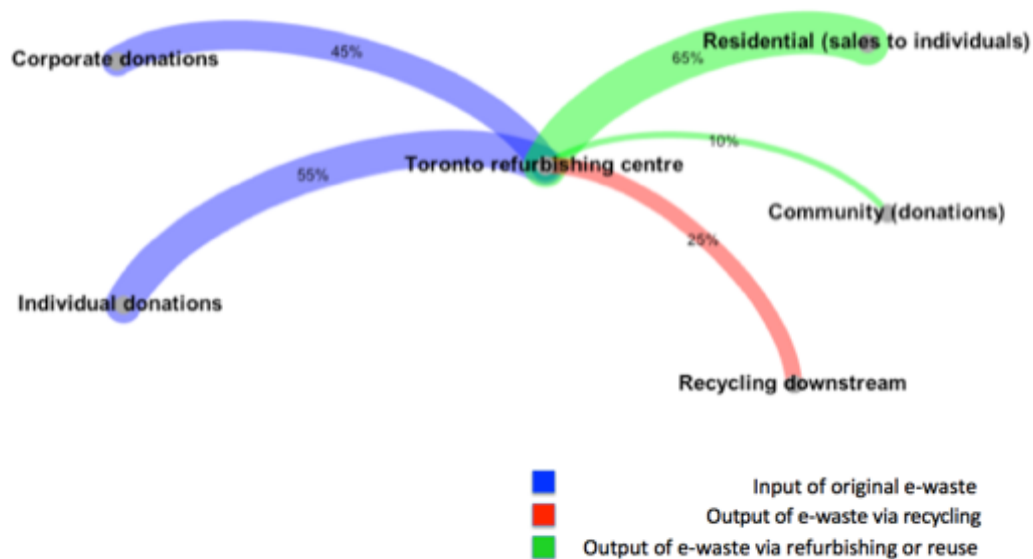 Corporate donations
45%
Residential (sales to individuals)
65%
10%
Toronto refurbishing centre
55%
Community (donations)
25%
Individual donations
Recycling downstream
Input of original e-waste
Output of e-waste via recycling
Output of e-waste via refurbishing or reuse